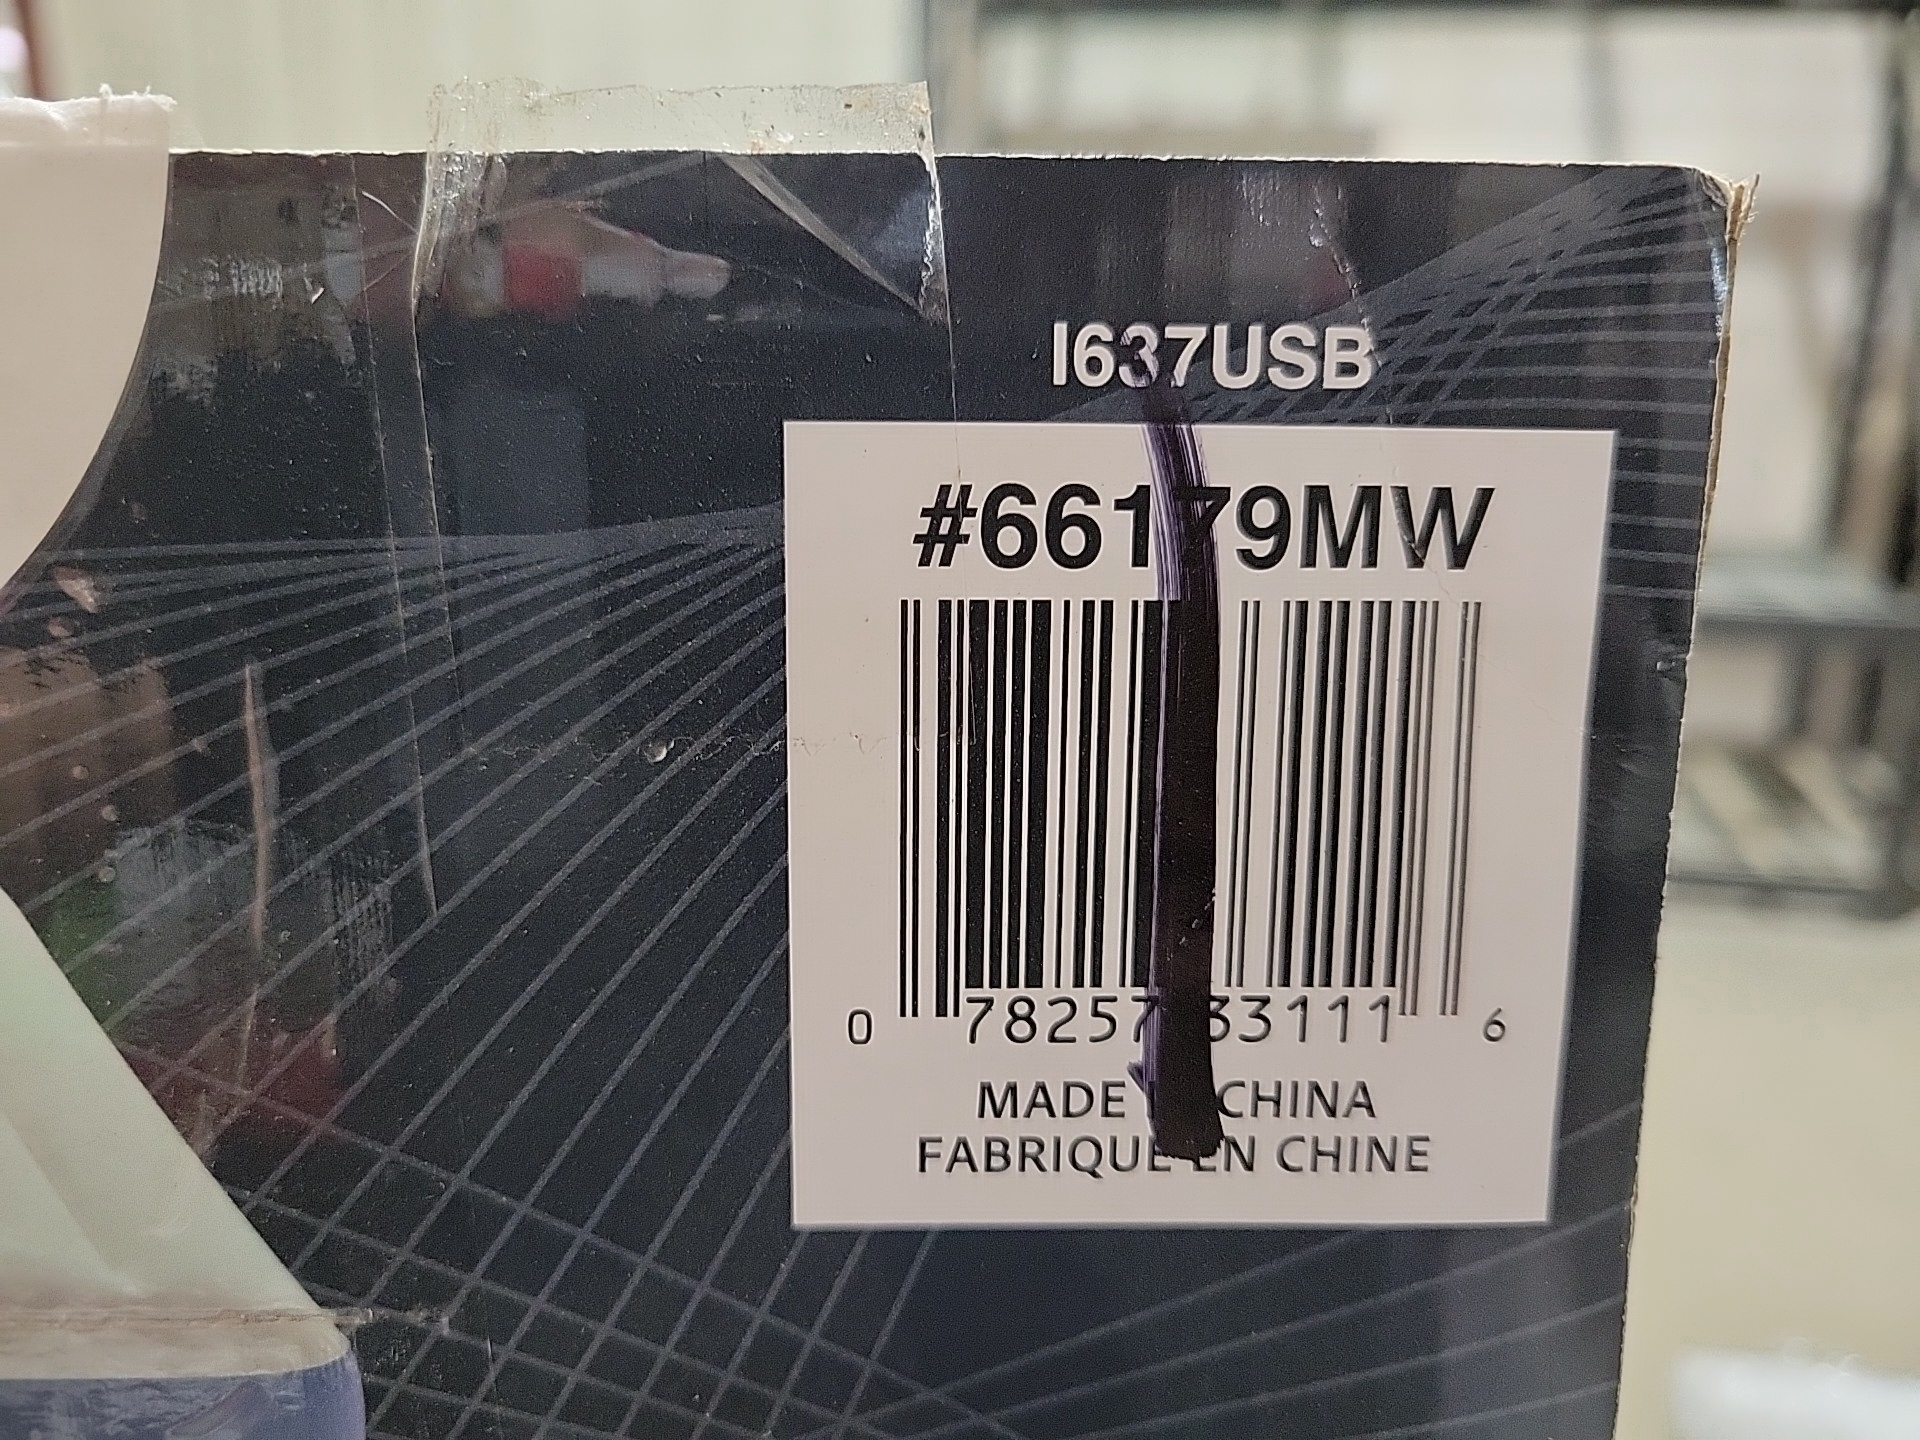 I637USB
#66179MW
0 78257 33111 6
MADE CHINA
FABRIQUE EN CHINE